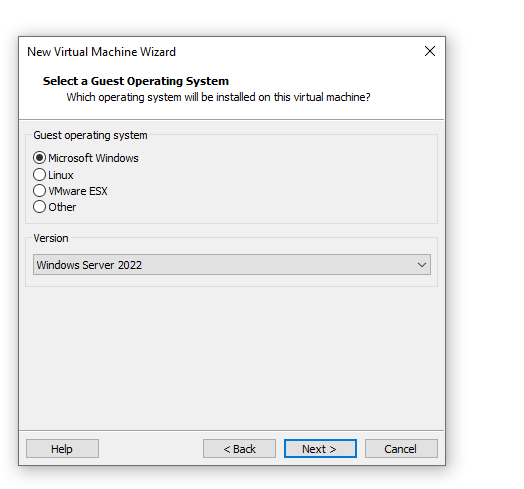 New Virtual Machine Wizard
Select a Guest Operating System
Which operating system will be installed on this virtual machine?
Guest operating system
Microsoft Windows
Linux
VMware ESX
Other
Version
Windows Server 2022
Help
< Back
Next >
Cancel